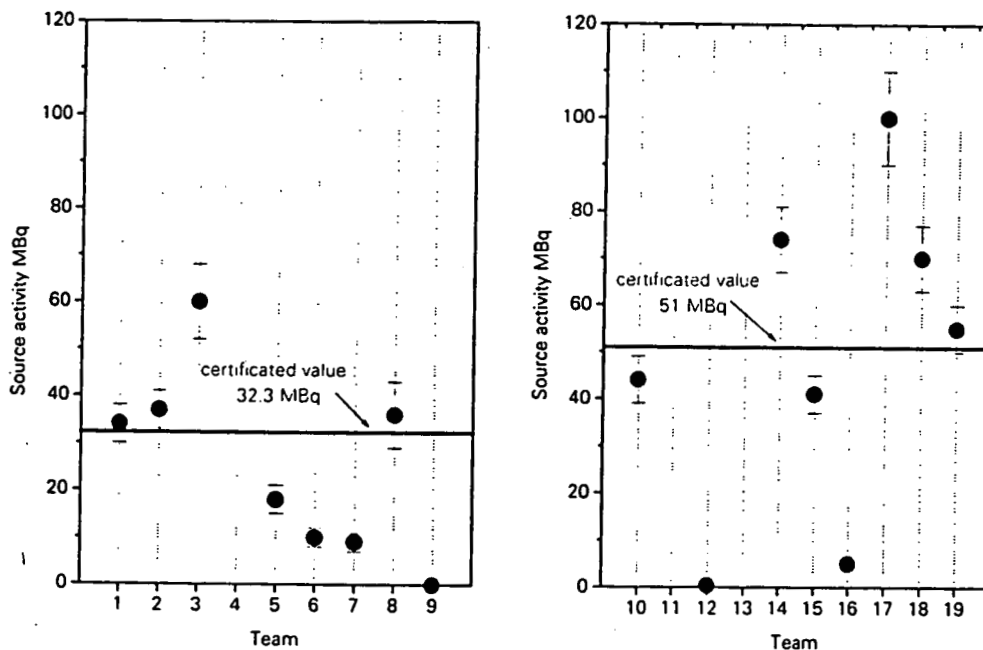 120
100
80
60
40
20
0
Source activity MBq
certificated value
32.3 MBq
1 2 3 4 5 6 7 8 9
Team
120
100
80
60
40
20
0
Source activity MBq
certificated value
51 MBq
10 11 12 13 14 15 16 17 18 19
Team